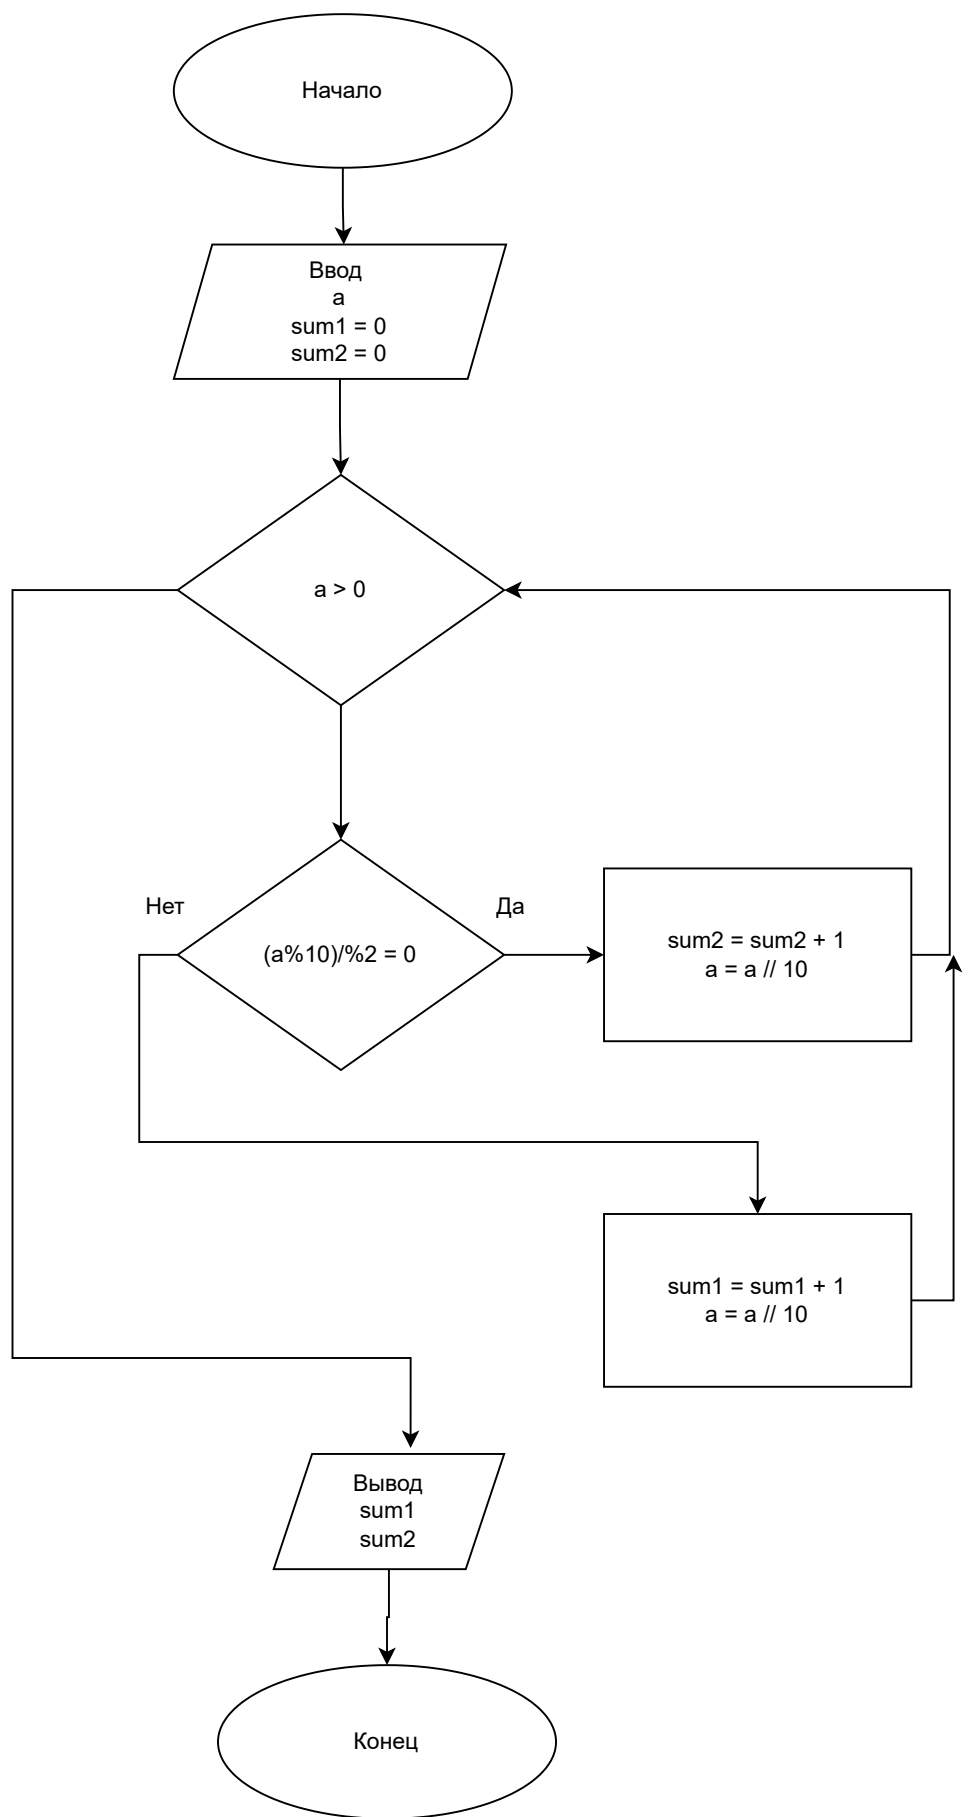 Начало
Ввод
a
sum1 = 0
sum2 = 0
a > 0
Нет
Да
(a%10)/%2 = 0
sum2 = sum2 + 1
a = a // 10
sum1 = sum1 + 1
a = a // 10
Вывод
sum1
sum2
Конец